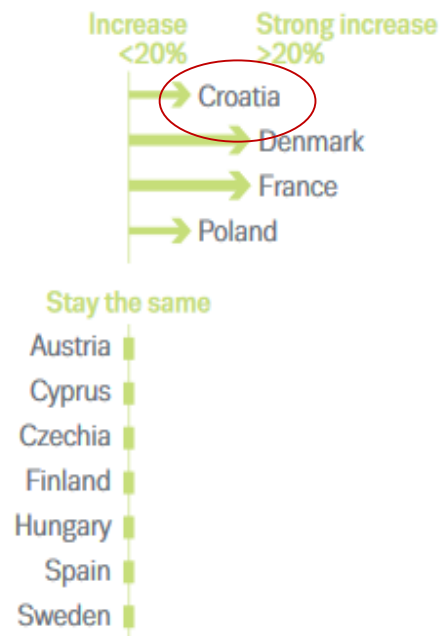 Increase Strong increase
<20% >20%
Croatia
Denmark
France
Poland
Stay the same
Austria
Cyprus
Czechia
Finland
Hungary
Spain
Sweden